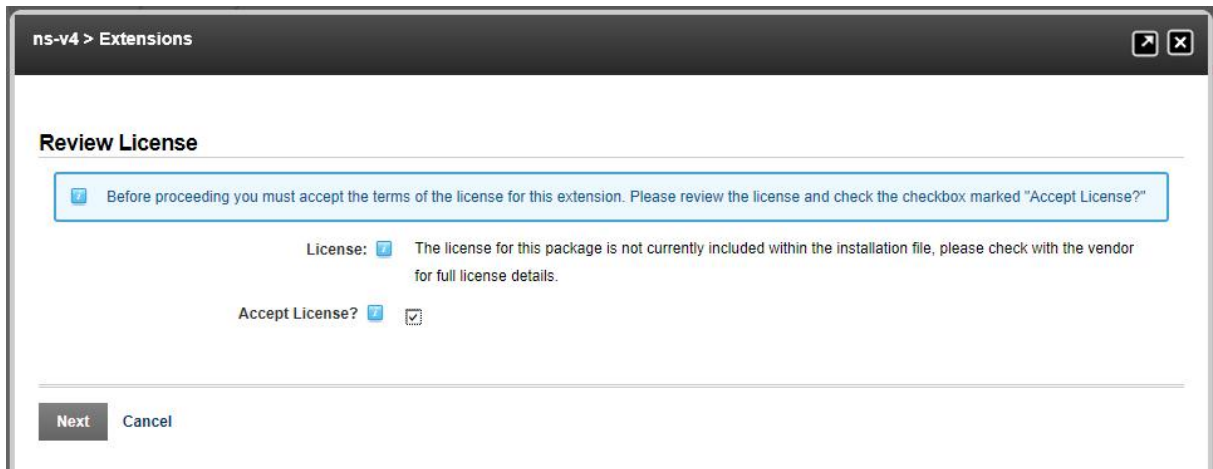 ns-v4 > Extensions
Review License
Before proceeding you must accept the terms of the license for this extension. Please review the license and check the checkbox marked "Accept License?"
License: The license for this package is not currently included within the installation file, please check with the vendor
for full license details.
Accept License?
Next Cancel